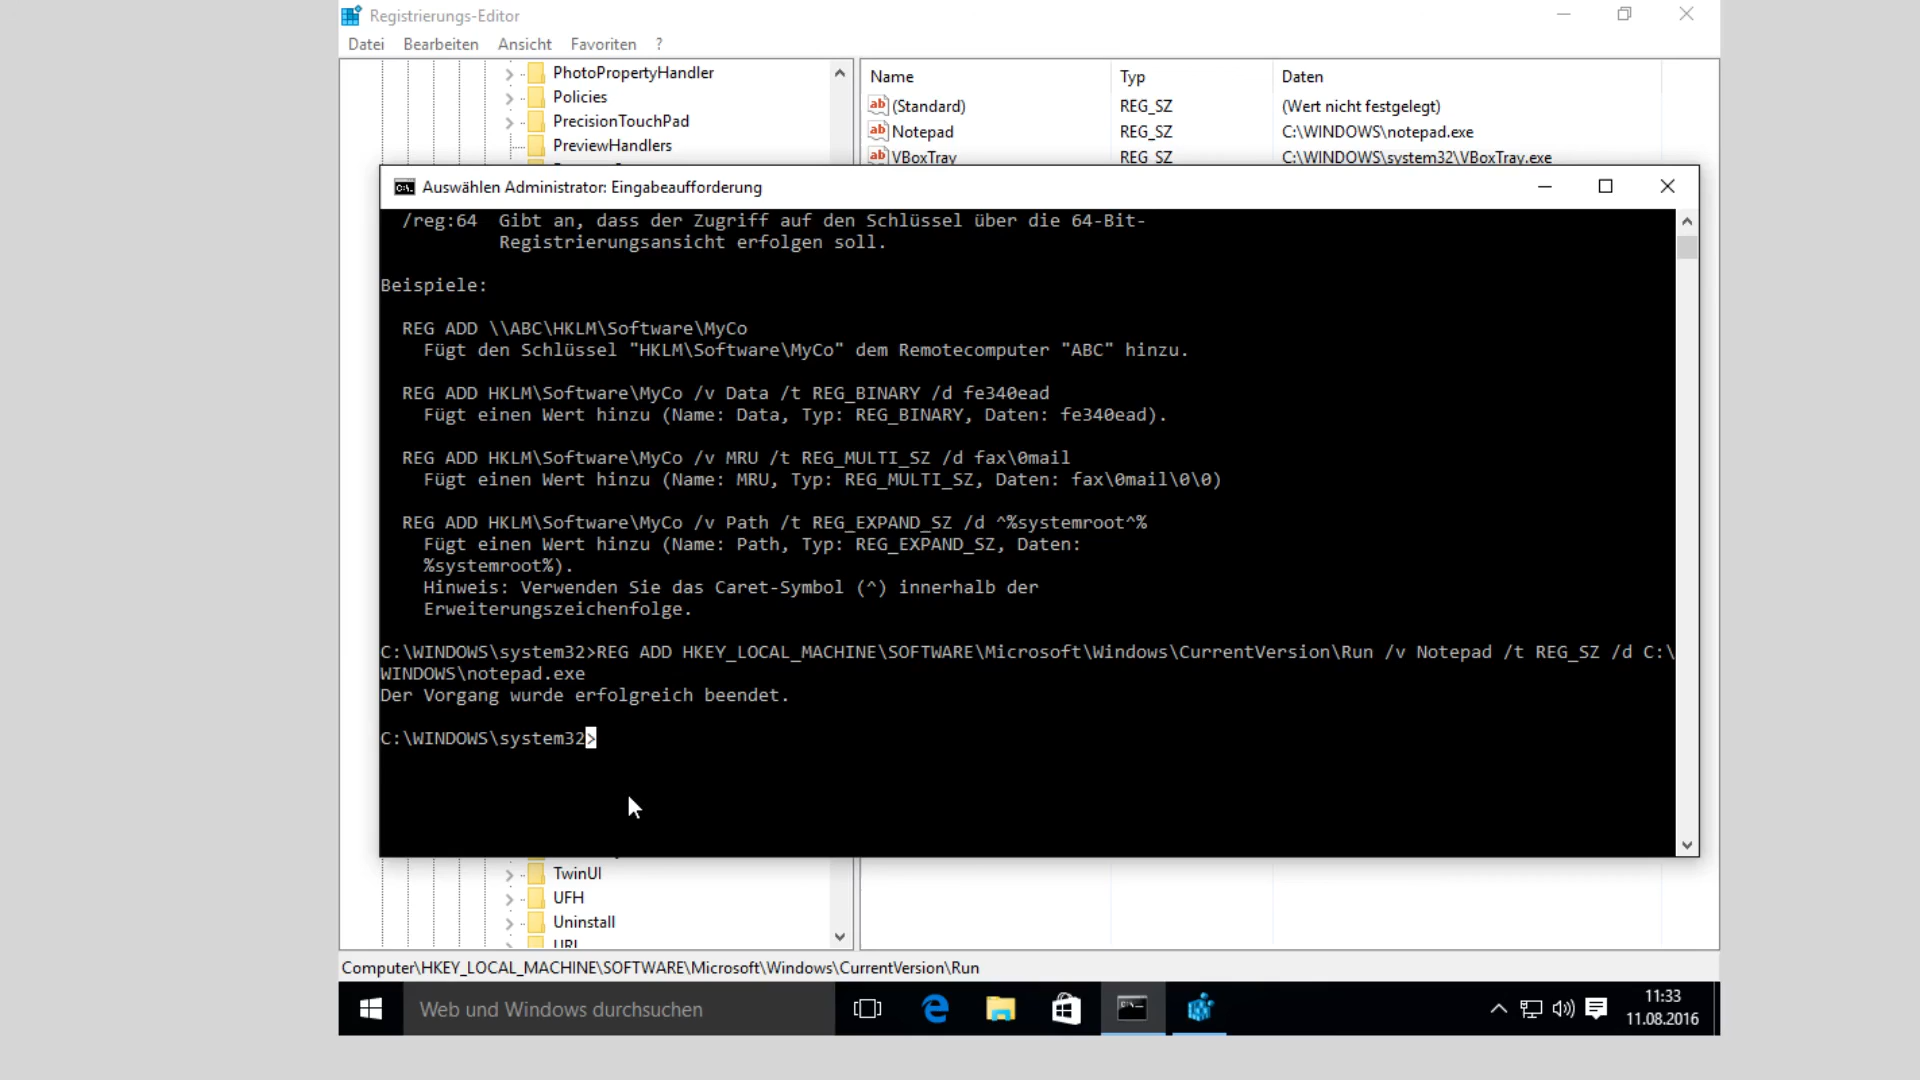 Registrierungs-Editor
Datei Bearbeiten Ansicht Favoriten ?
PhotoPropertyHandler
Policies
PrecisionTouchPad
PreviewHandlers
Name Typ Daten
(Standard) REG_SZ (Wert nicht festgelegt)
Notepad REG_SZ C:\WINDOWS\notepad.exe
VBoxTray REG_SZ C:\WINDOWS\system32\VBoxTray.exe
Auswählen Administrator: Eingabeaufforderung
/reg:64 Gibt an, dass der Zugriff auf den Schlüssel über die 64-Bit-
Registrierungsansicht erfolgen soll.
Beispiele:
REG ADD \\ABC\HKLM\Software\MyCo
Fügt den Schlüssel "HKLM\Software\MyCo" dem Remotecomputer "ABC" hinzu.
REG ADD HKLM\Software\MyCo /v Data /t REG_BINARY /d fe340ead
Fügt einen Wert hinzu (Name: Data, Typ: REG_BINARY, Daten: fe340ead).
REG ADD HKLM\Software\MyCo /v MRU /t REG_MULTI_SZ /d fax\0mail
Fügt einen Wert hinzu (Name: MRU, Typ: REG_MULTI_SZ, Daten: fax\0mail\0\0)
REG ADD HKLM\Software\MyCo /v Path /t REG_EXPAND_SZ /d ^%systemroot^%
Fügt einen Wert hinzu (Name: Path, Typ: REG_EXPAND_SZ, Daten:
%systemroot%).
Hinweis: Verwenden Sie das Caret-Symbol (^) innerhalb der
Erweiterungszeichenfolge.
C:\WINDOWS\system32>REG ADD HKEY_LOCAL_MACHINE\SOFTWARE\Microsoft\Windows\CurrentVersion\Run /v Notepad /t REG_SZ /d C:\
WINDOWS\notepad.exe
Der Vorgang wurde erfolgreich beendet.
C:\WINDOWS\system32>
TwinUI
UFH
Uninstall
URL
Computer\HKEY_LOCAL_MACHINE\SOFTWARE\Microsoft\Windows\CurrentVersion\Run
Web und Windows durchsuchen
11:33
11.08.2016